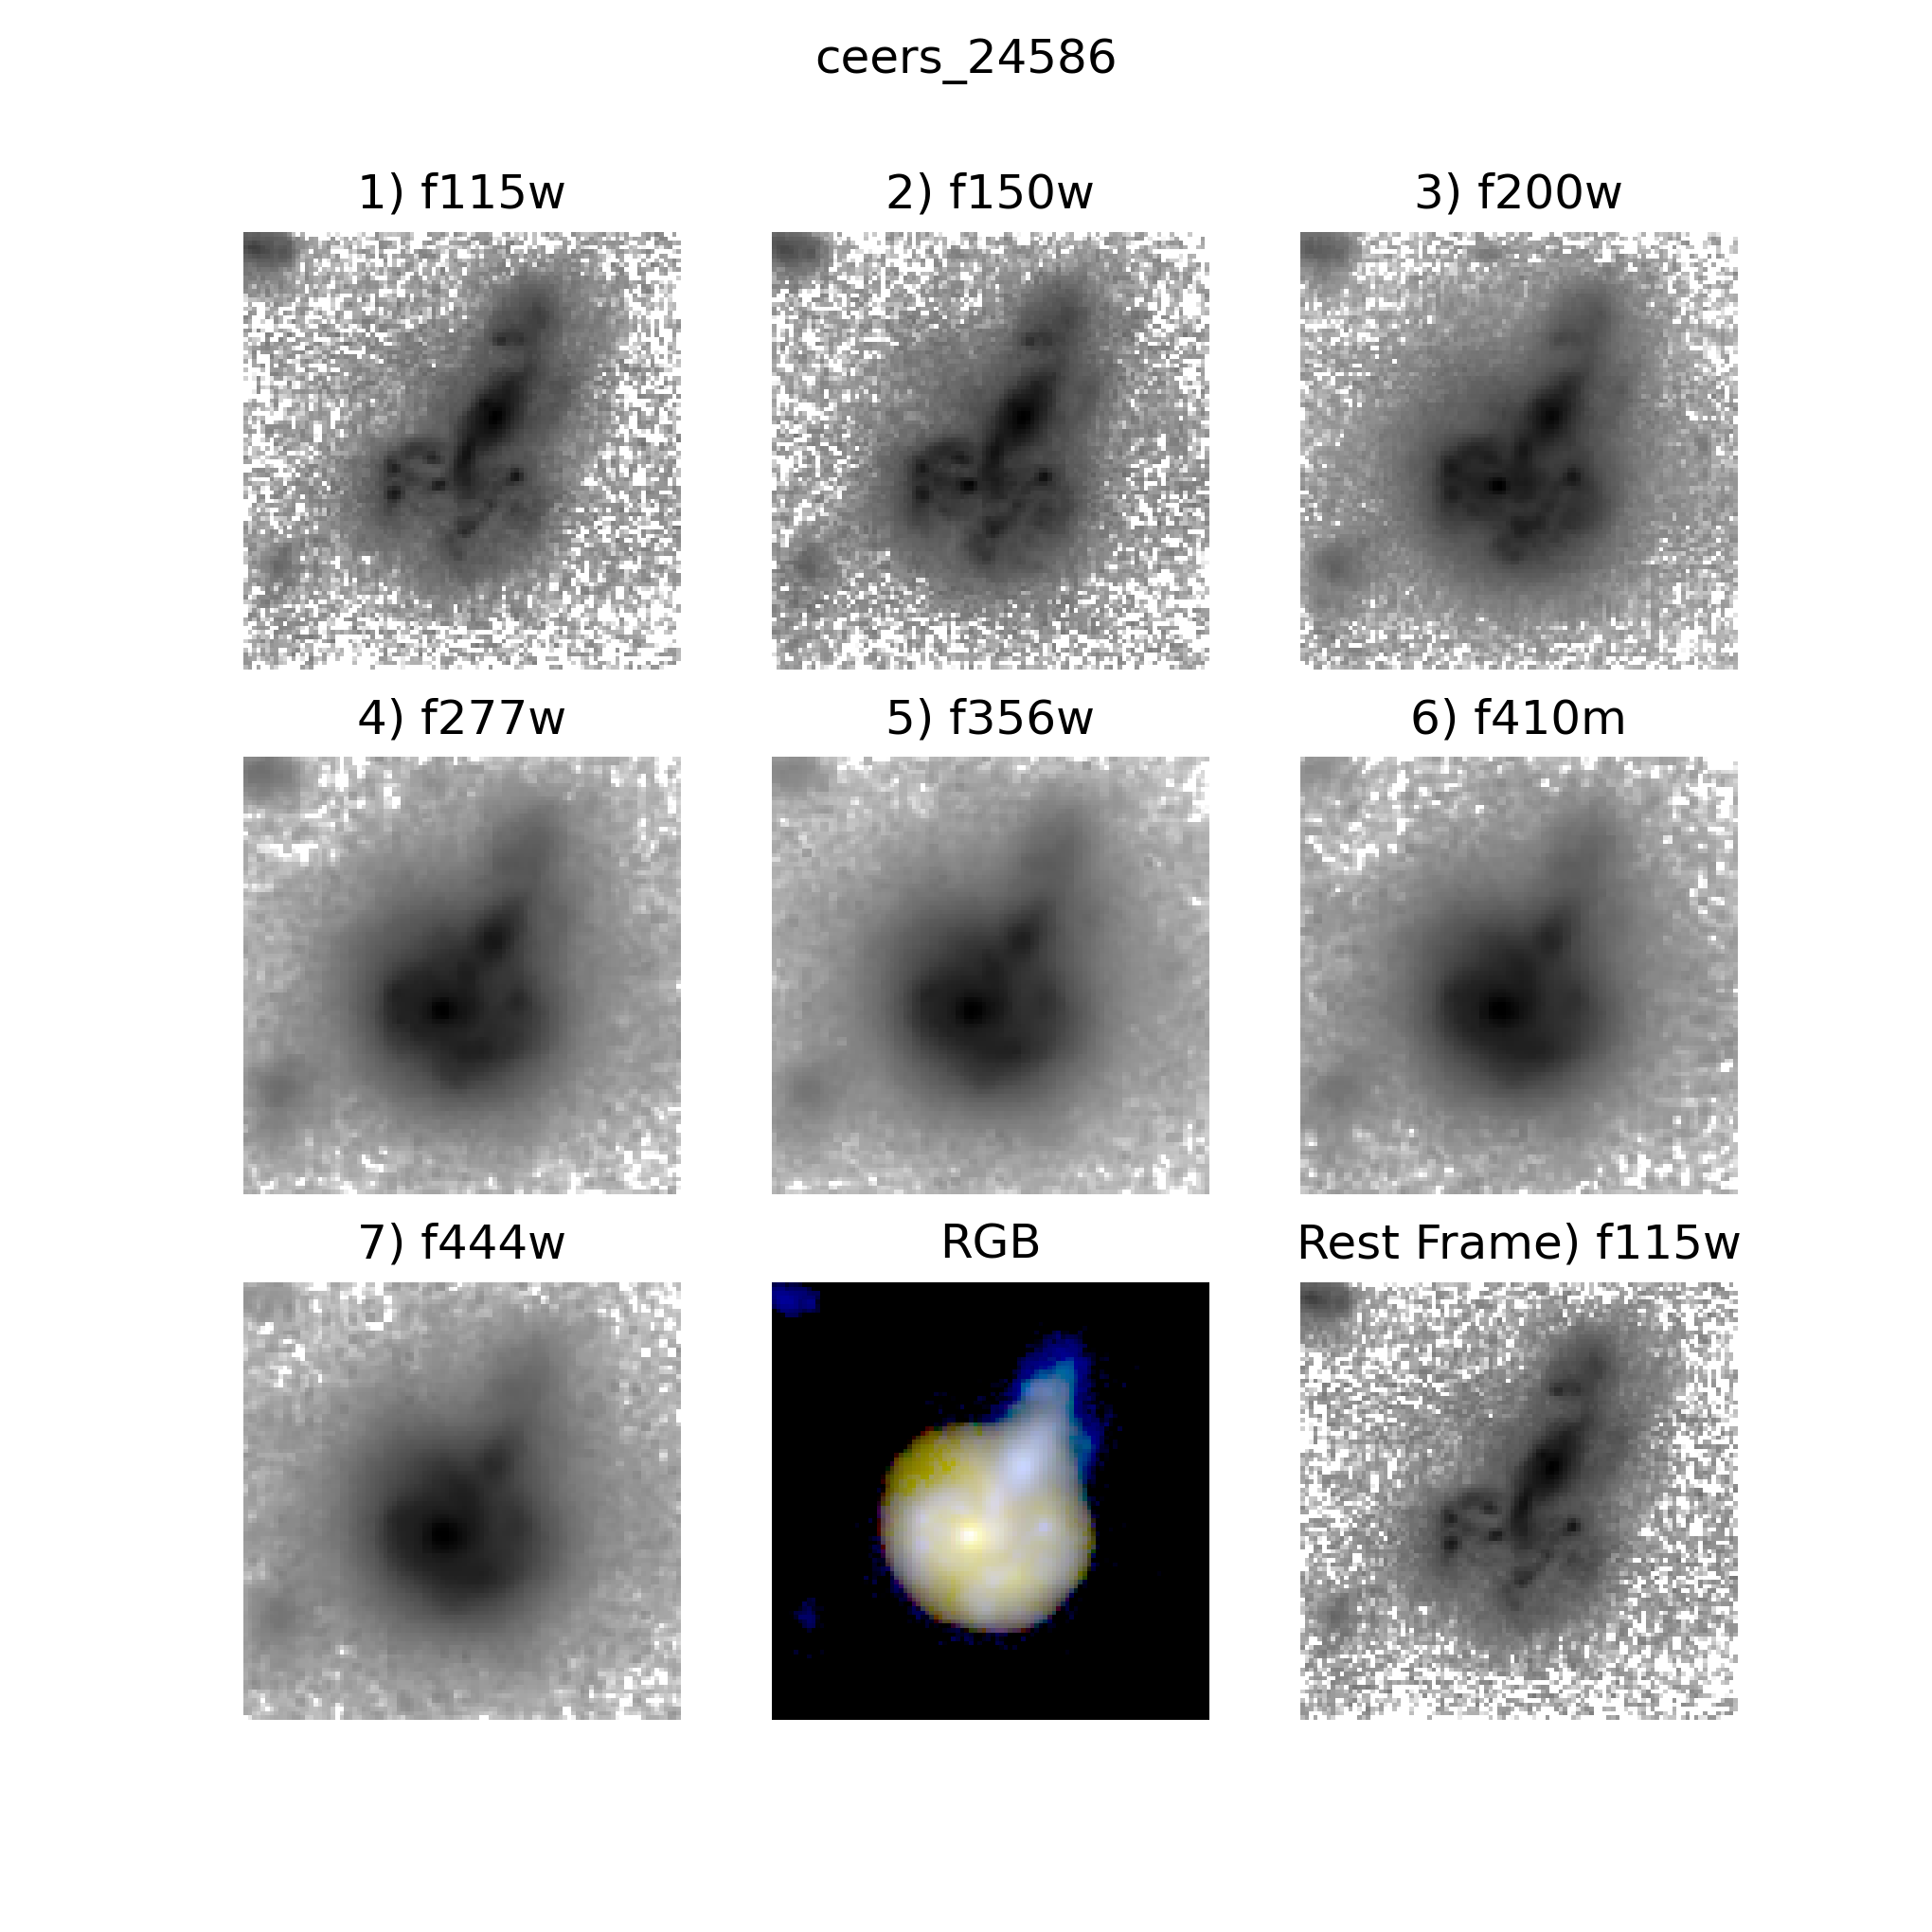 ceers_24586
1) f115w
2) f150w
3) f200w
4) f277w
5) f356w
6) f410m
7) f444w
RGB
Rest Frame) f115w